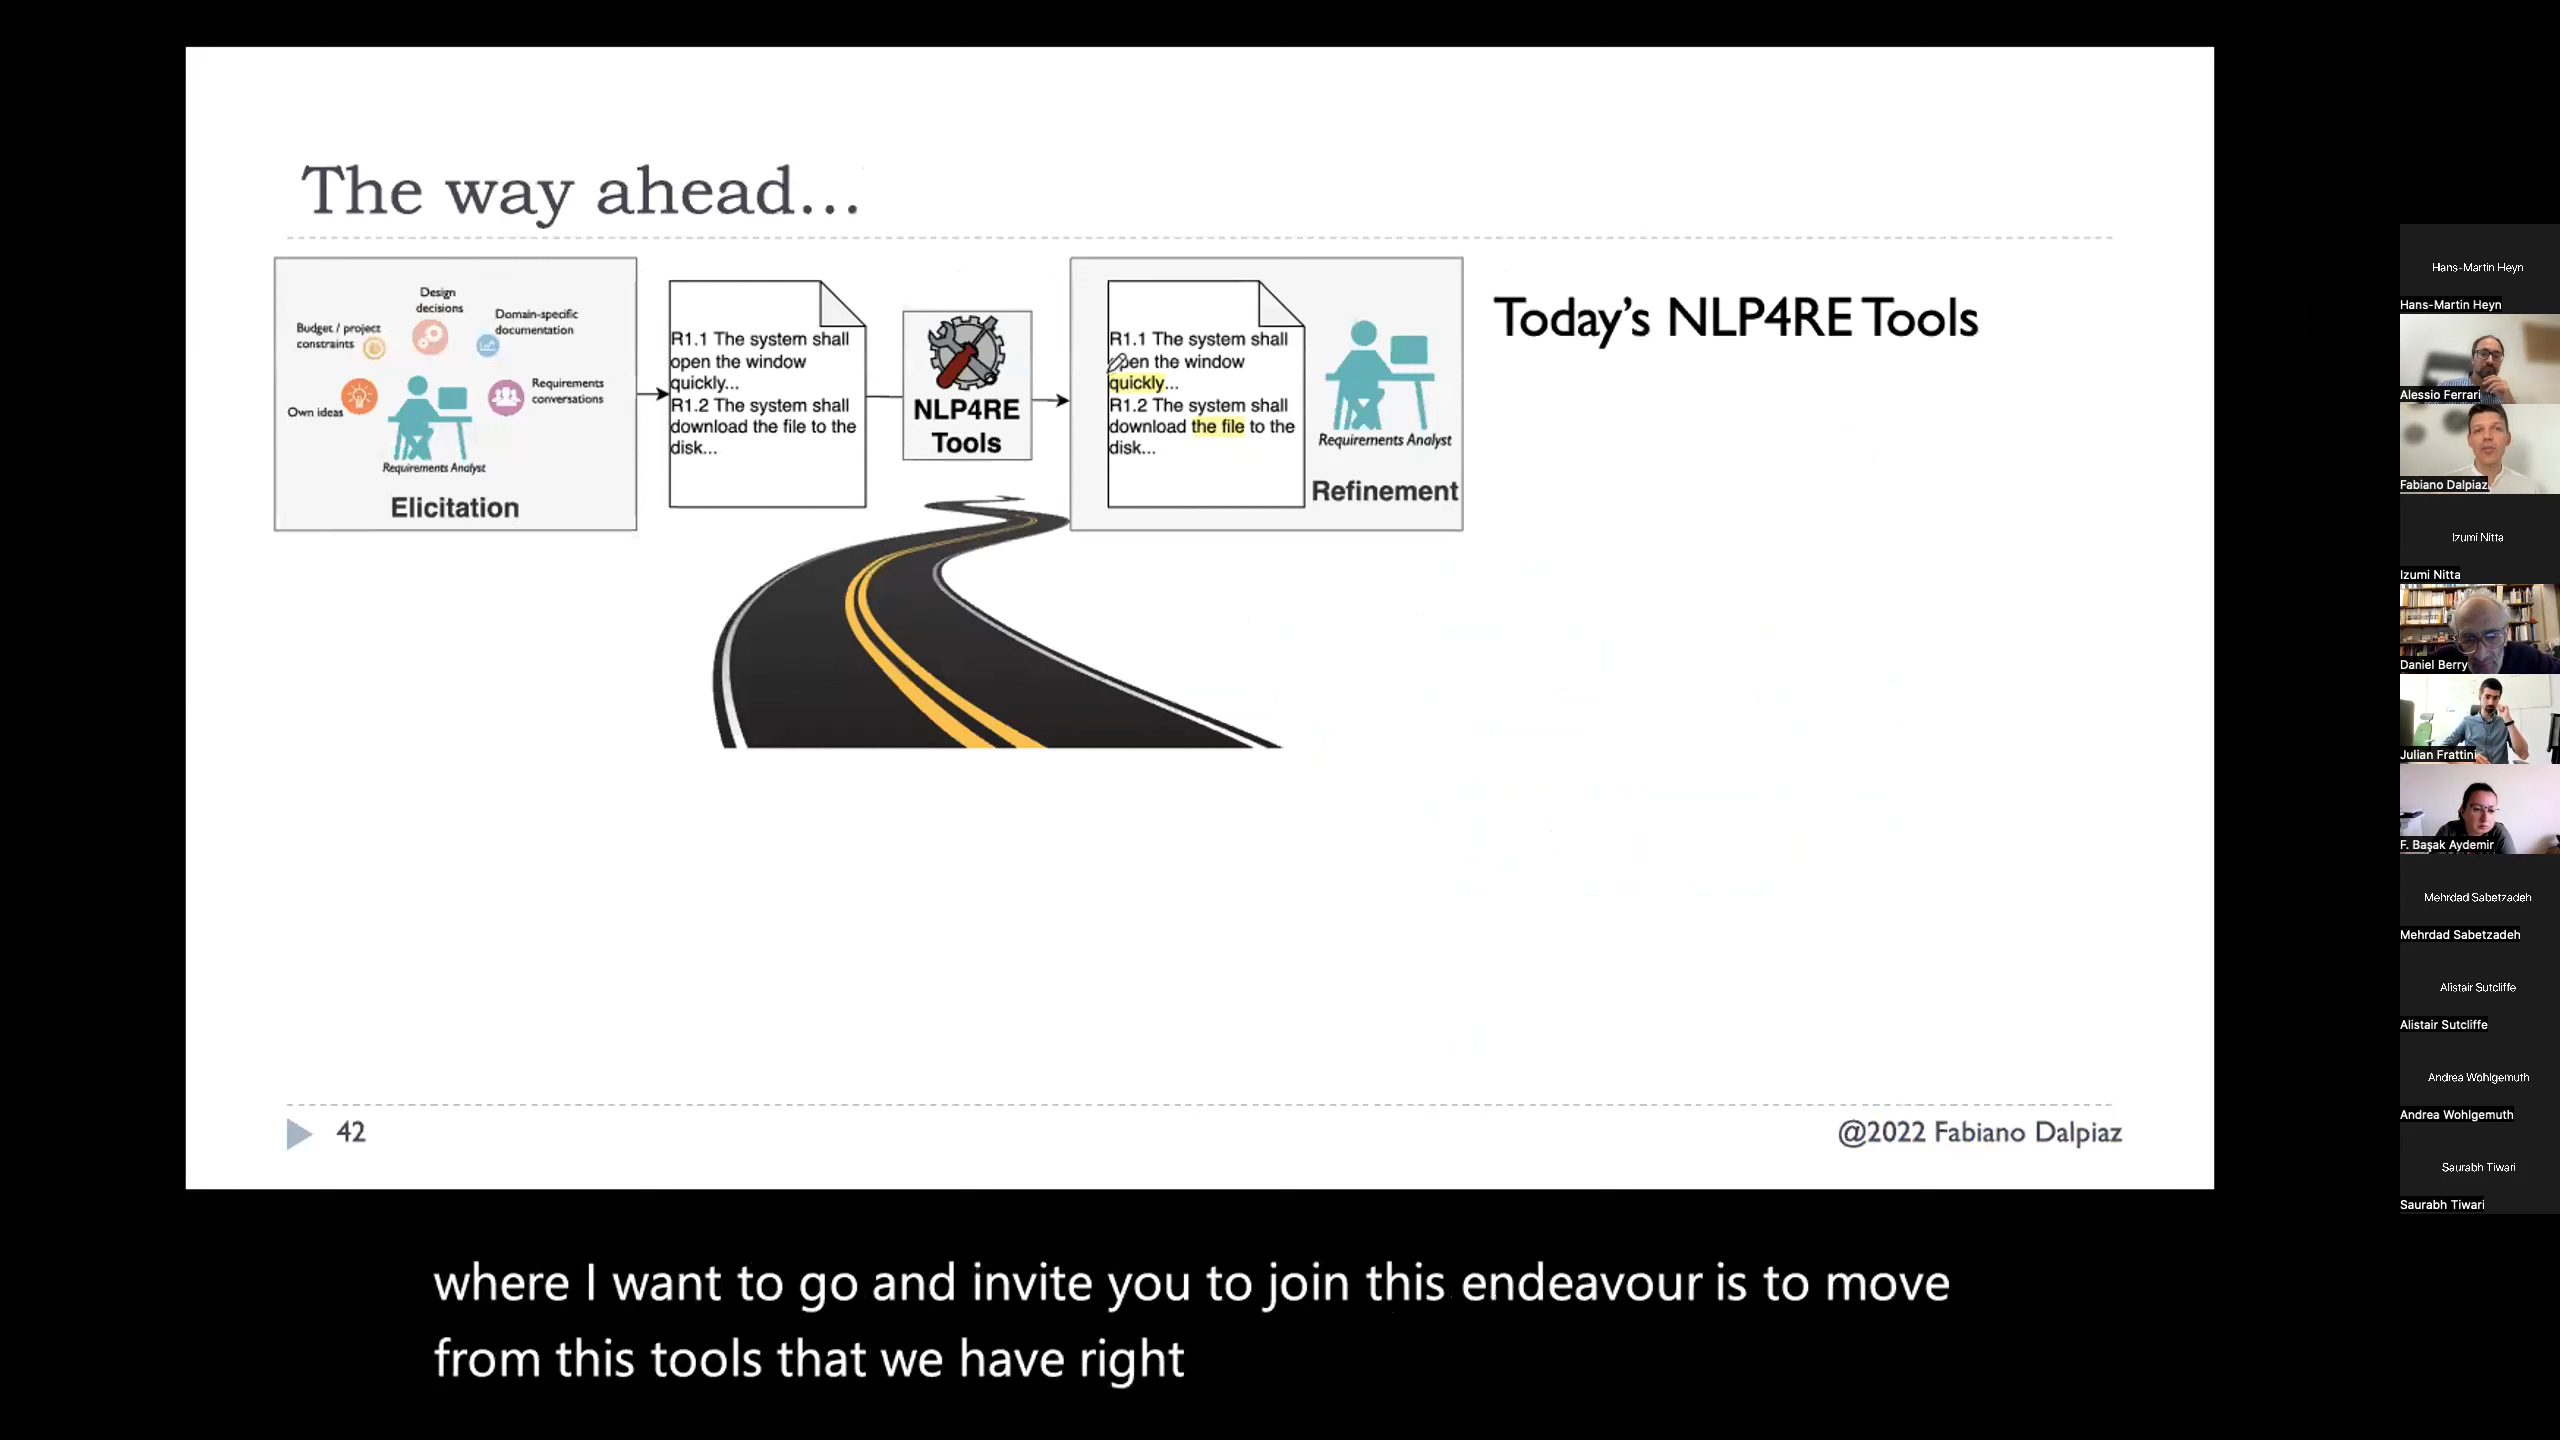 The way ahead...
Design
decisions
Domain-specific
documentation
Budget / project
constraints
Requirements
conversations
Own ideas
Requirements Analyst
Elicitation
R1.1 The system shall
open the window
quickly...
R1.2 The system shall
download the file to the
disk...
NLP4RE
Tools
R1.1 The system shall
open the window
quickly...
R1.2 The system shall
download the file to the
disk...
Requirements Analyst
Refinement
Today's NLP4RE Tools
42
@2022 Fabiano Dalpiaz
where I want to go and invite you to join this endeavour is to move
from this tools that we have right
Hans-Martin Heyn
Hans-Martin Heyn
Alessio Ferrari
Fabiano Dalpiaz
Izumi Nitta
Izumi Nitta
Daniel Berry
Julian Frattini
F. Başak Aydemir
Mehrdad Sabetzadeh
Mehrdad Sabetzadeh
Alistair Sutcliffe
Alistair Sutcliffe
Andrea Wohlgemuth
Andrea Wohlgemuth
Saurabh Tiwari
Saurabh Tiwari